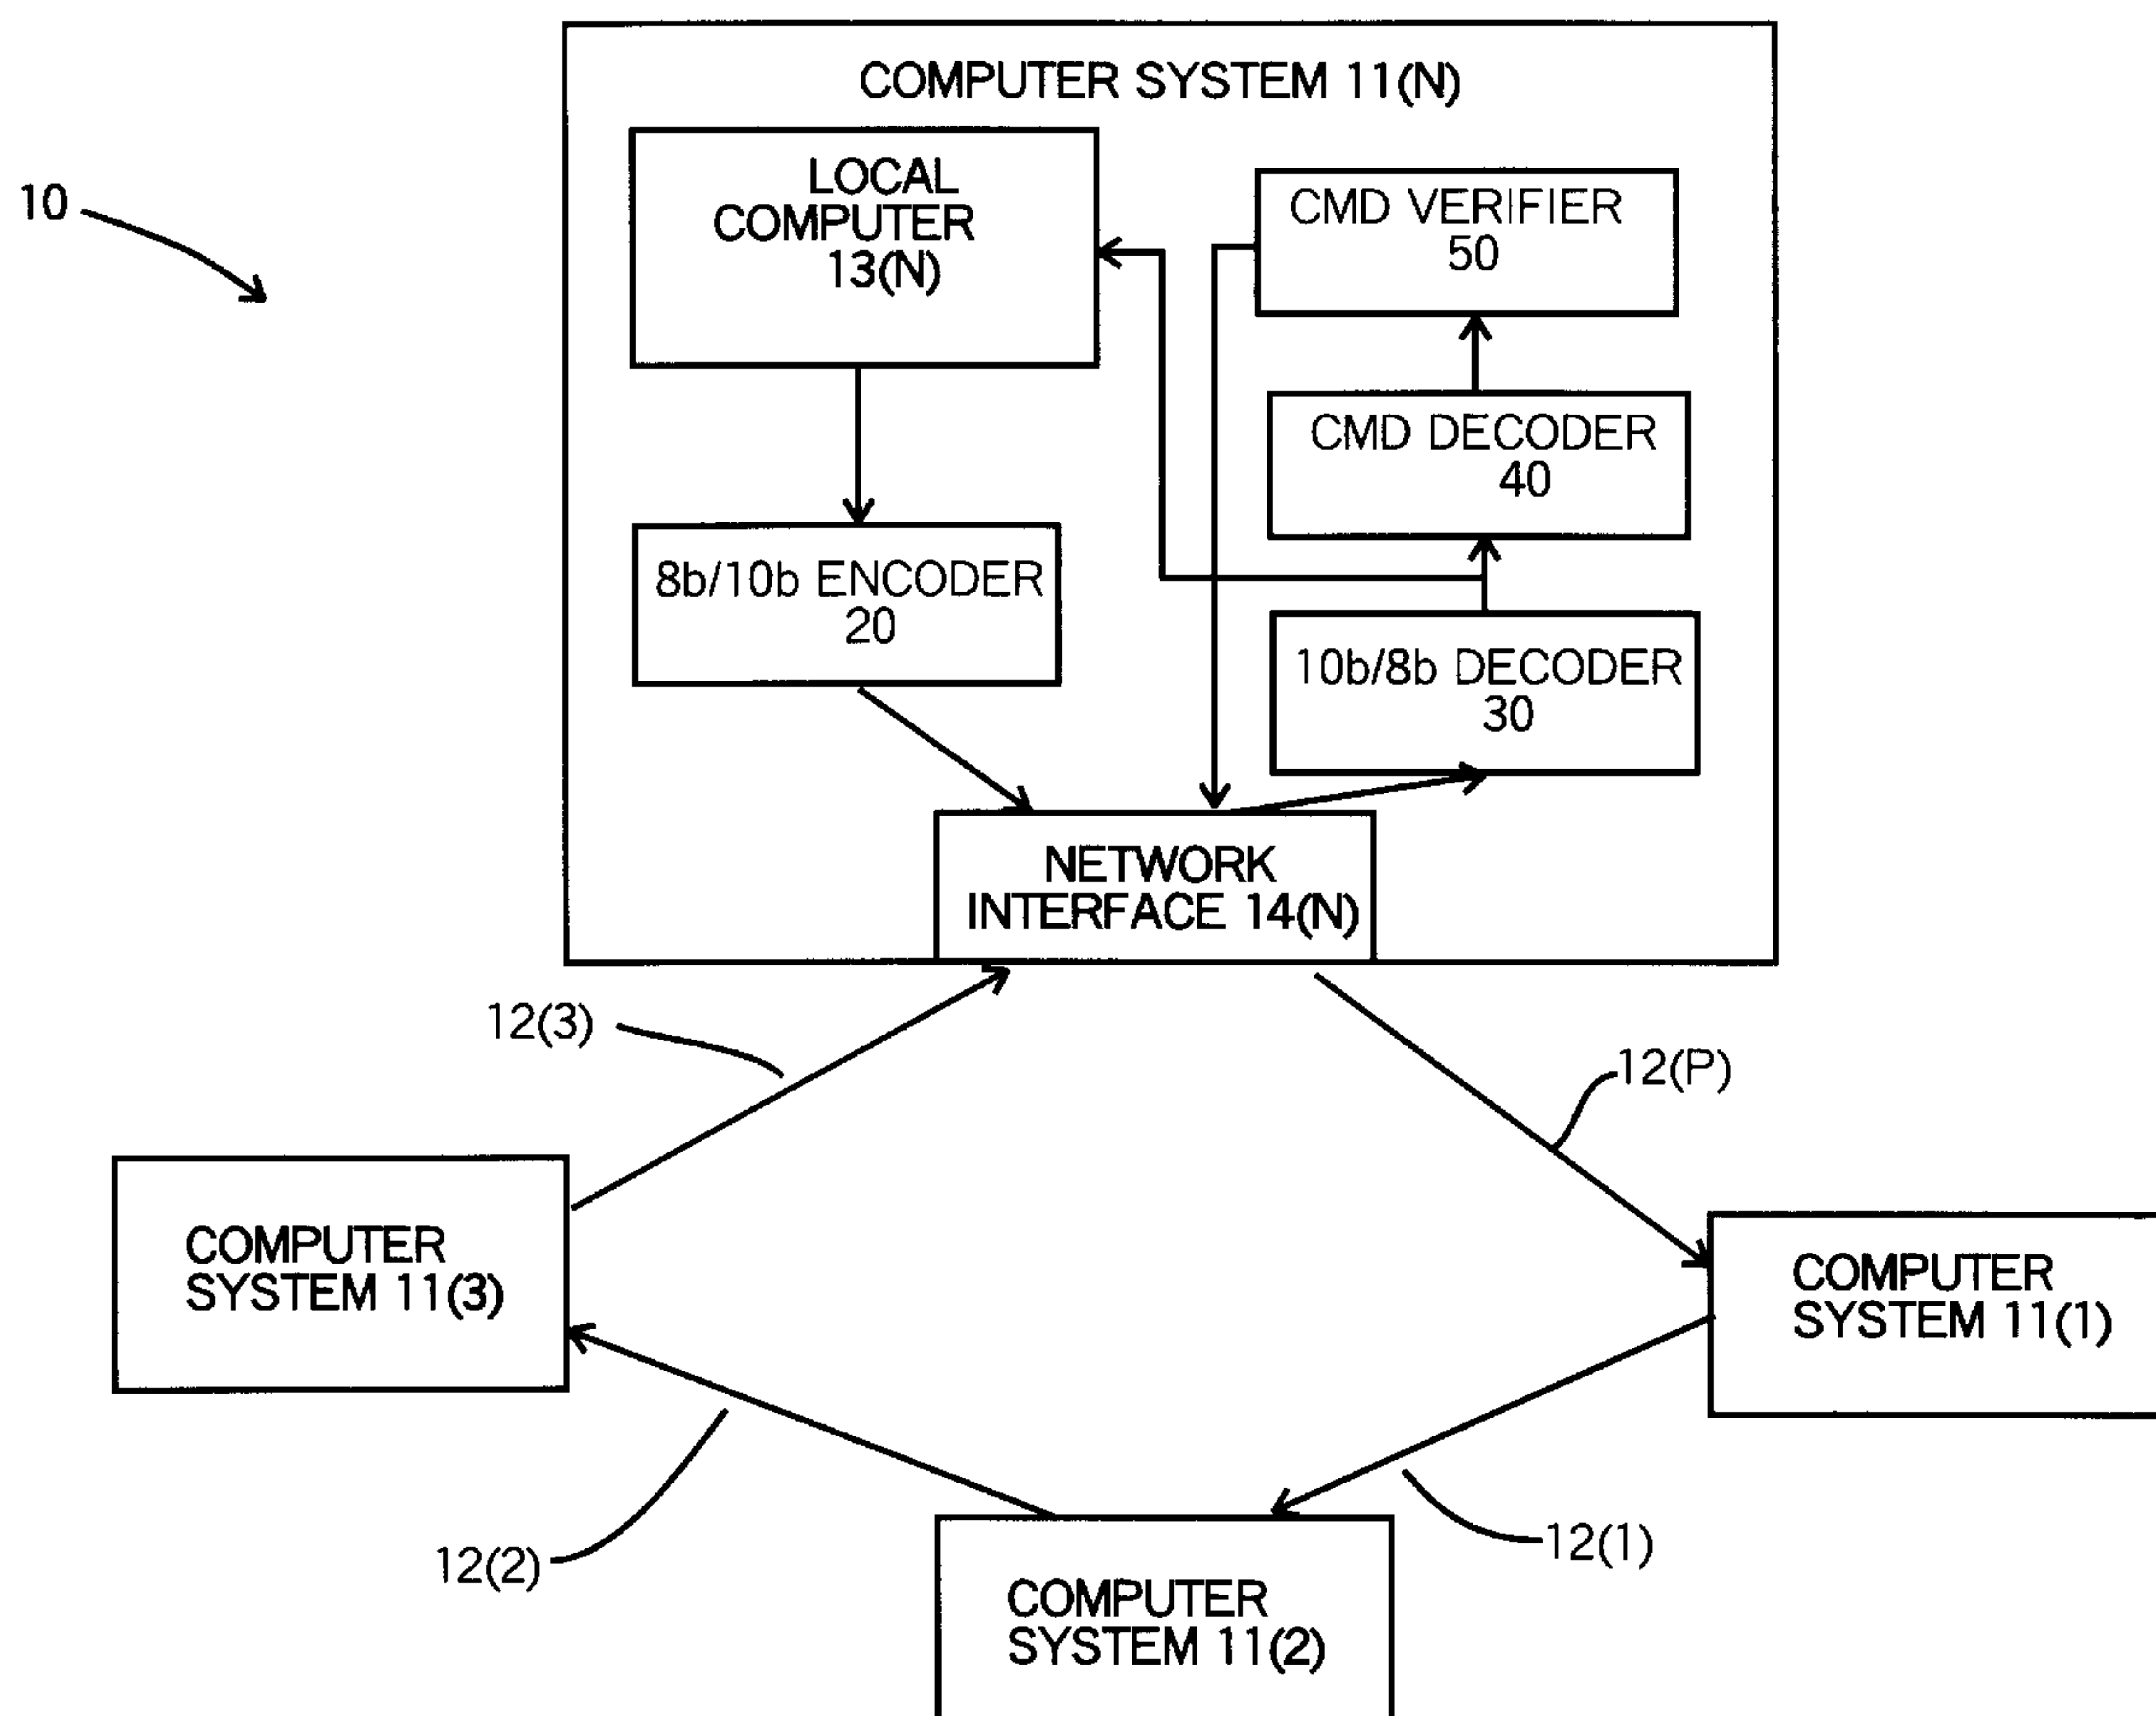 COMPUTER SYSTEM 11(N)
10
LOCAL
COMPUTER
13(N)
CMD VERIFIER
50
CMD DECODER
40
8b/10b ENCODER
20
10b/8b DECODER
30
NETWORK
INTERFACE 14(N)
12(3)
12(P)
COMPUTER
SYSTEM 11(3)
COMPUTER
SYSTEM 11(1)
12(2)
12(1)
COMPUTER
SYSTEM 11(2)